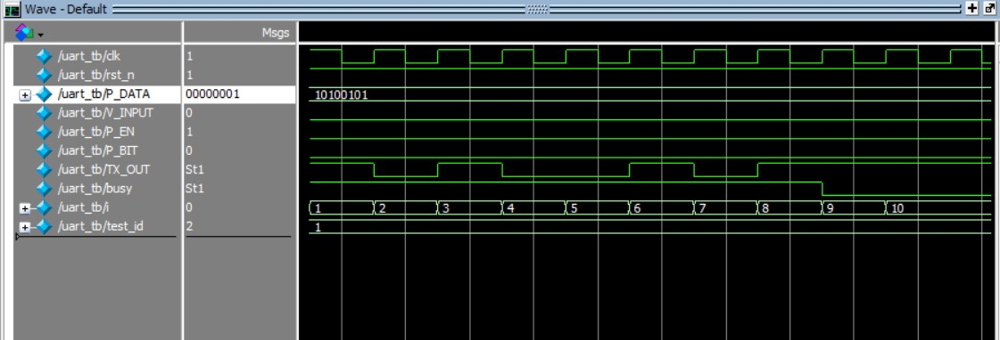 Wave - Default
Msgs
/uart_tb/clk 1
/uart_tb/rst_n 1
/uart_tb/P_DATA 00000001 10100101
/uart_tb/V_INPUT 0
/uart_tb/P_EN 1
/uart_tb/P_BIT 0
/uart_tb/TX_OUT St1
/uart_tb/busy St1
/uart_tb/i 0 1 2 3 4 5 6 7 8 9 10
/uart_tb/test_id 2 1